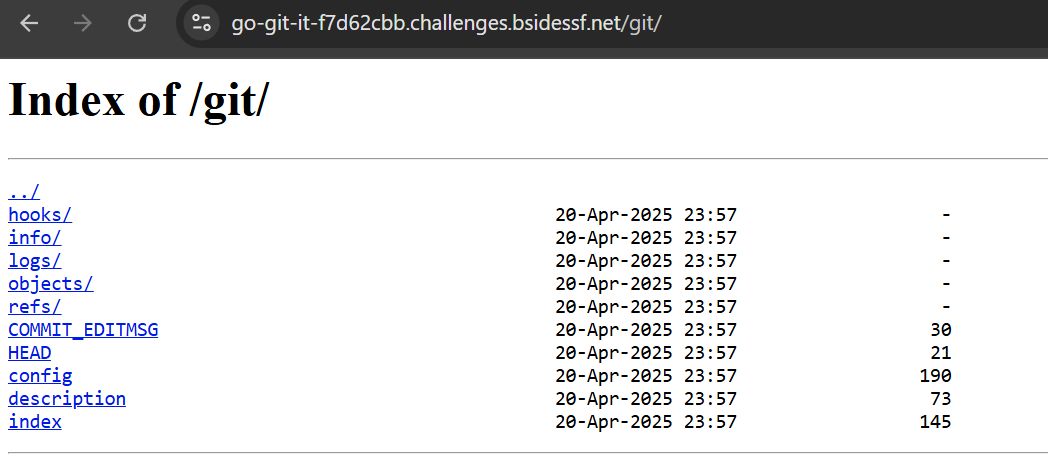 go-git-it-f7d62cbb.challenges.bsidessf.net/git/
Index of /git/
../
hooks/ 20-Apr-2025 23:57 -
info/ 20-Apr-2025 23:57 -
logs/ 20-Apr-2025 23:57 -
objects/ 20-Apr-2025 23:57 -
refs/ 20-Apr-2025 23:57 -
COMMIT_EDITMSG 20-Apr-2025 23:57 30
HEAD 20-Apr-2025 23:57 21
config 20-Apr-2025 23:57 190
description 20-Apr-2025 23:57 73
index 20-Apr-2025 23:57 145